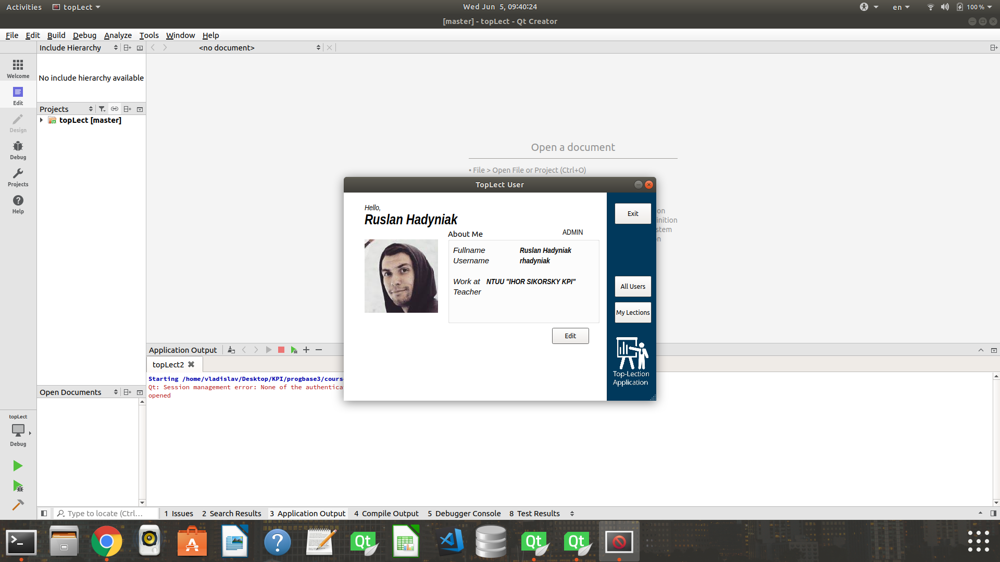 Activities topLect Wed Jun 5, 09:40:24 en 100 %
[master] - topLect - Qt Creator
File Edit Build Debug Analyze Tools Window Help
Include Hierarchy <no document>
Welcome
No include hierarchy available
Edit
Projects
topLect [master]
Design
Debug
Projects
Help
Open a document
• File > Open File or Project (Ctrl+O)
on
inition
stem
n
TopLect User
Hello,
Ruslan Hadyniak
About Me ADMIN
Fullname Ruslan Hadyniak
Username rhadyniak
Work at NTUU "IHOR SIKORSKY KPI"
Teacher
Edit
Exit
All Users
My Lections
Top-Lection
Application
Application Output
topLect2
Starting /home/vladislav/Desktop/KPI/progbase3/cours
Qt: Session management error: None of the authentica
opened
Open Documents
topLect
Debug
Type to locate (Ctrl... 1 Issues 2 Search Results 3 Application Output 4 Compile Output 5 Debugger Console 8 Test Results
Qt Qt Qt